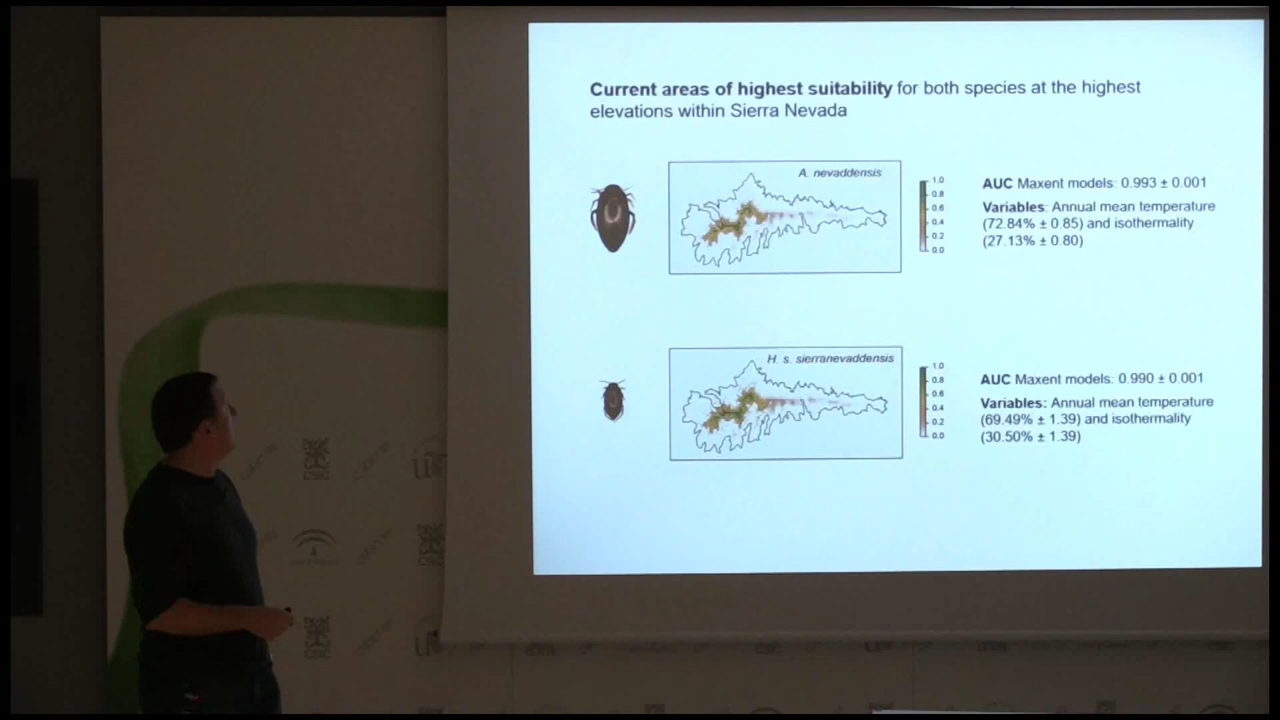 Current areas of highest suitability for both species at the highest
elevations within Sierra Nevada
A. nevaddensis
1.0
0.8
0.6
0.4
0.2
0.0
AUC Maxent models: 0.993 ± 0.001
Variables: Annual mean temperature
(72.84% ± 0.85) and isothermality
(27.13% ± 0.80)
H. s. sierranevaddensis
1.0
0.8
0.6
0.4
0.2
0.0
AUC Maxent models: 0.990 ± 0.001
Variables: Annual mean temperature
(69.49% ± 1.39) and isothermality
(30.50% ± 1.39)